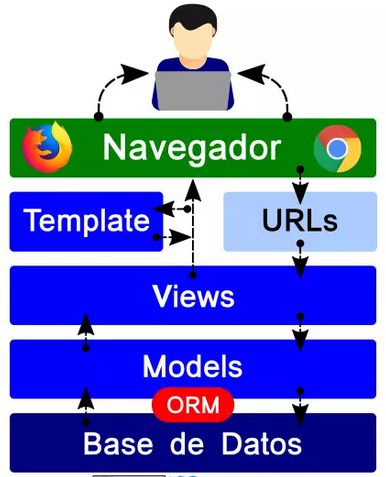 Navegador
Template
URLs
Views
Models
ORM
Base de Datos